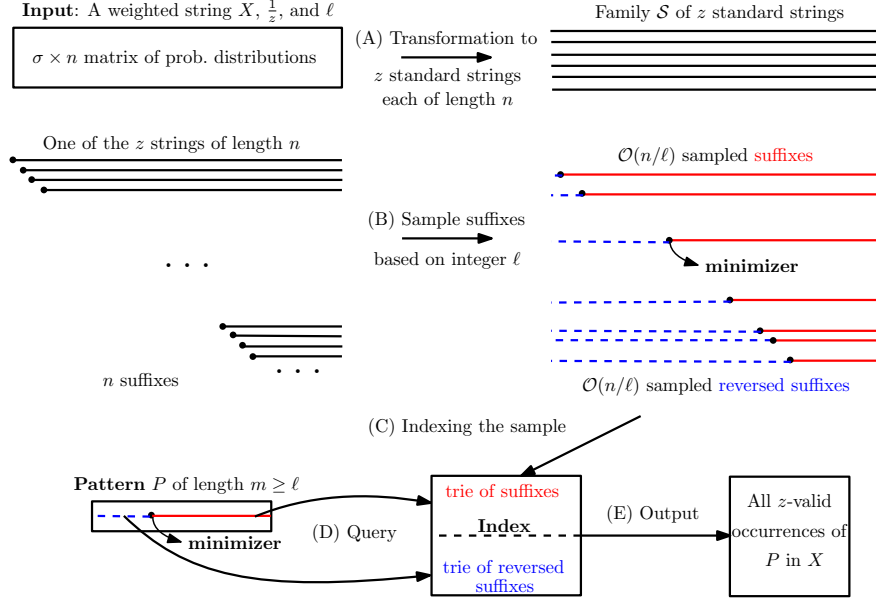 Input: A weighted string X, 1/z, and ℓ
σ × n matrix of prob. distributions
(A) Transformation to
z standard strings
each of length n
Family 𝒮 of z standard strings
One of the z strings of length n
. . .
n suffixes
. . .
(B) Sample suffixes
based on integer ℓ
𝒪(n/ℓ) sampled suffixes
minimizer
𝒪(n/ℓ) sampled reversed suffixes
(C) Indexing the sample
Pattern P of length m ≥ ℓ
minimizer
(D) Query
trie of suffixes
Index
trie of reversed
suffixes
(E) Output
All z-valid
occurrences of
P in X